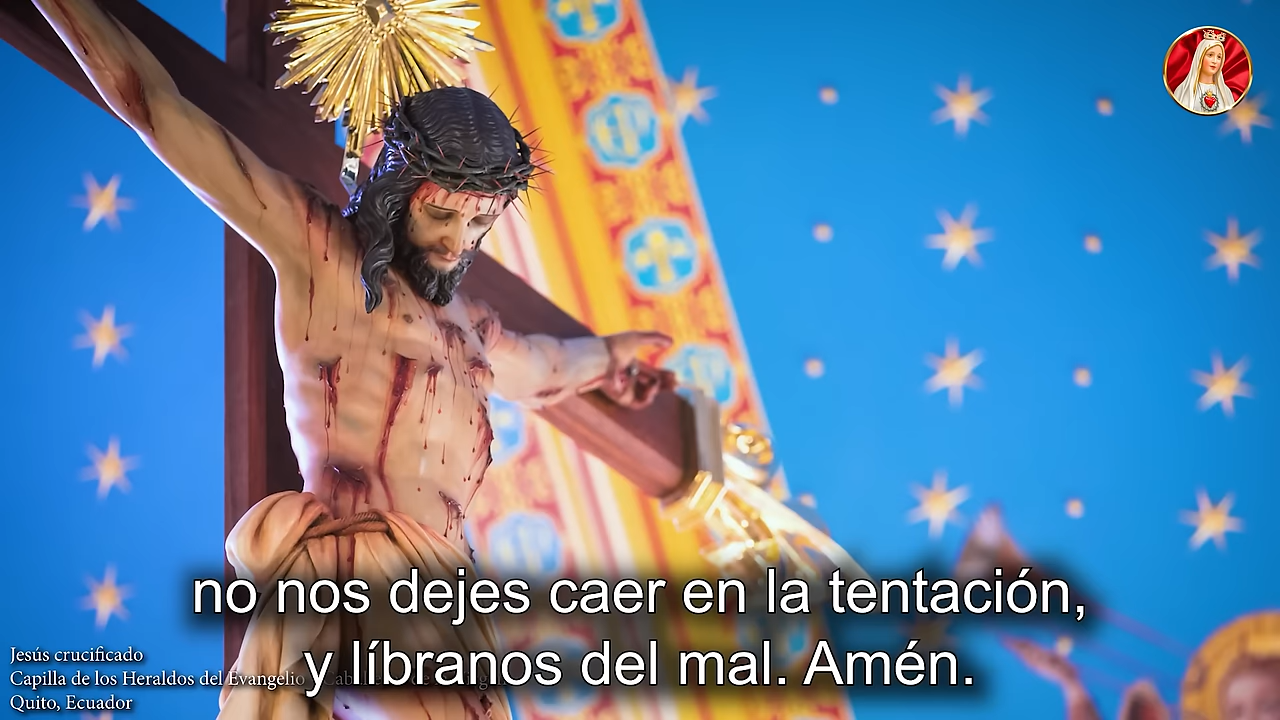 no nos dejes caer en la tentación,
y líbranos del mal. Amén.
Jesús crucificado
Capilla de los Heraldos del Evangelio
Quito, Ecuador